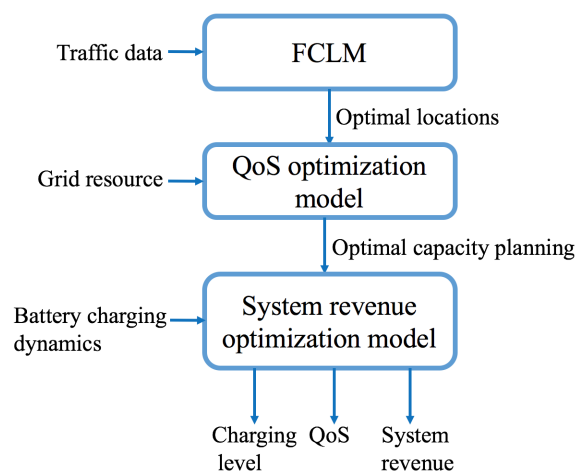 FCLM
Traffic data
Optimal locations
QoS optimization
model
Grid resource
Optimal capacity planning
System revenue
optimization model
Battery charging
dynamics
Charging
level
QoS
System
revenue